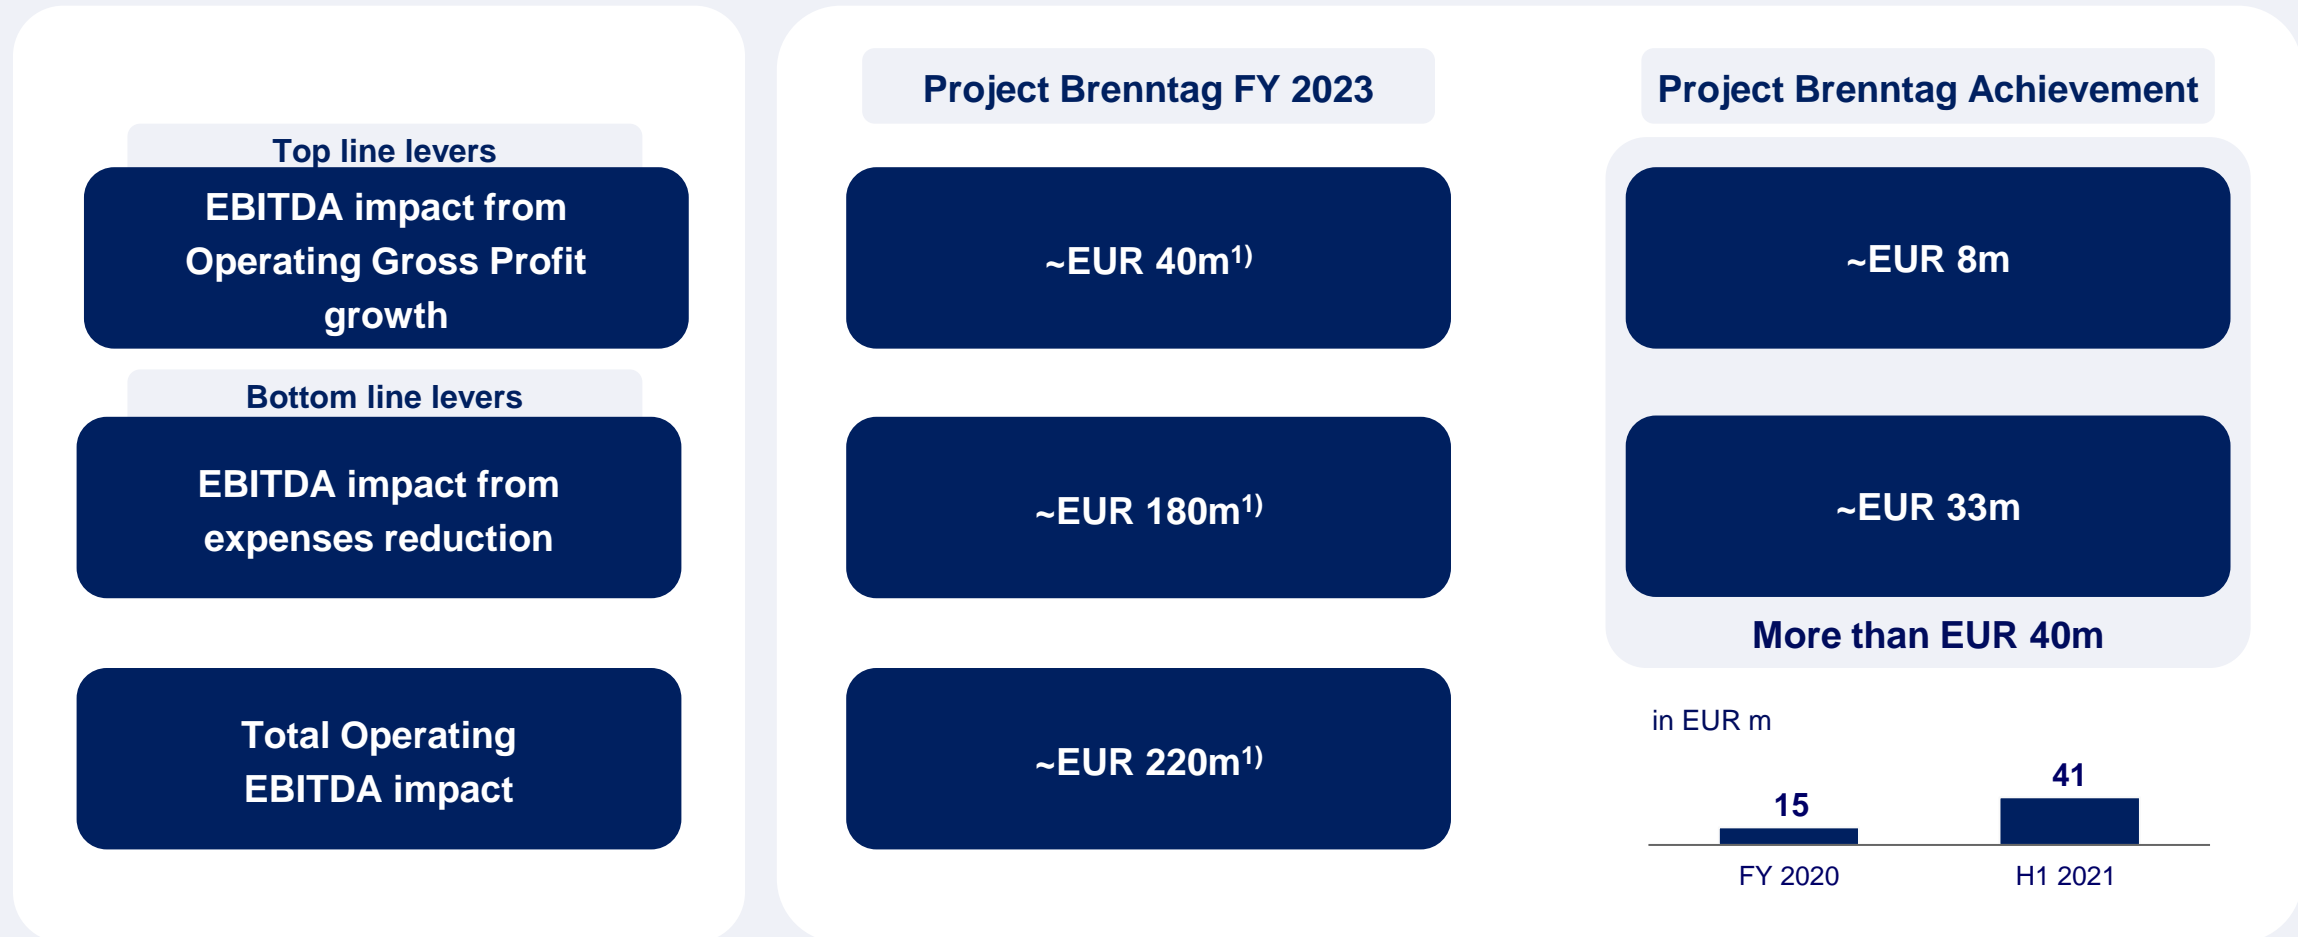 Project Brenntag FY 2023
Project Brenntag Achievement
Top line levers
EBITDA impact from
Operating Gross Profit
growth
~EUR 40m¹⁾
~EUR 8m
Bottom line levers
EBITDA impact from
expenses reduction
~EUR 180m¹⁾
~EUR 33m
More than EUR 40m
Total Operating
EBITDA impact
~EUR 220m¹⁾
in EUR m
15
41
FY 2020
H1 2021